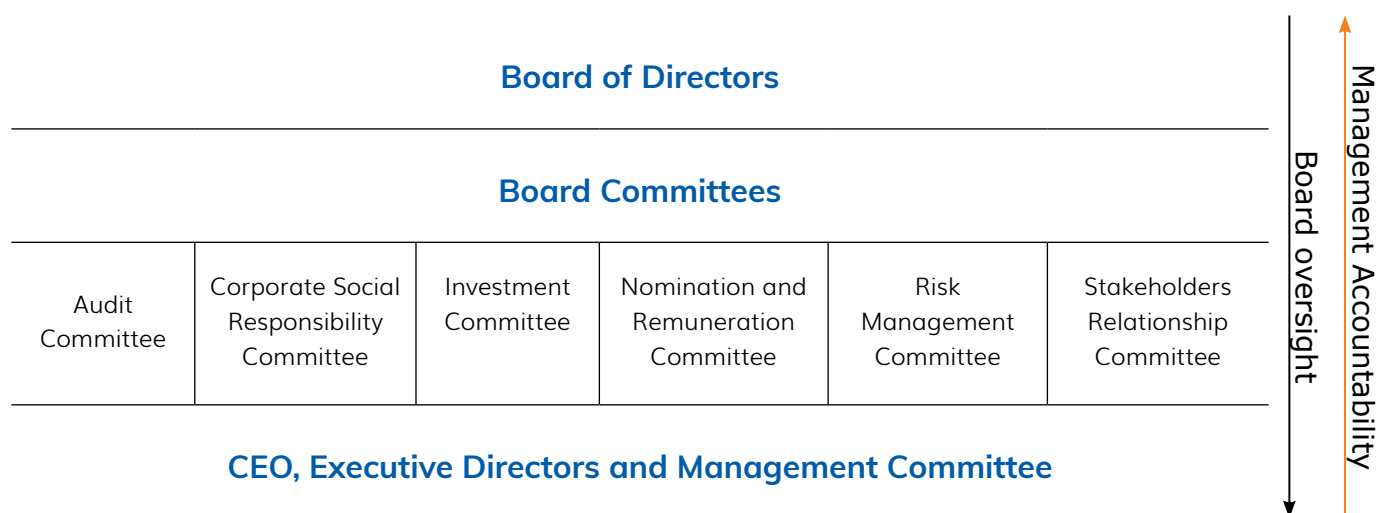 Board of Directors
Board Committees
Audit
Committee
Corporate Social
Responsibility
Committee
Investment
Committee
Nomination and
Remuneration
Committee
Risk
Management
Committee
Stakeholders
Relationship
Committee
CEO, Executive Directors and Management Committee
Board oversight
Management Accountability